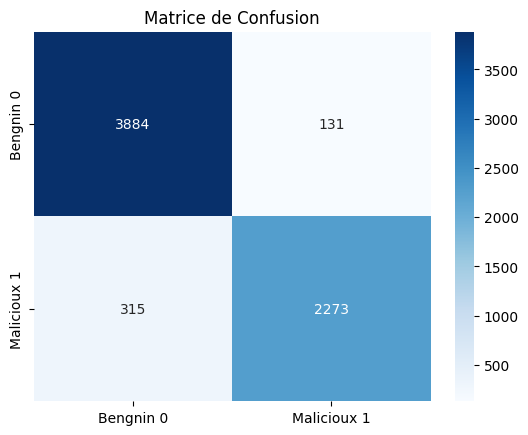 Matrice de Confusion
Bengnin 0
3884
131
Malicioux 1
315
2273
Bengnin 0
Malicioux 1
3500
3000
2500
2000
1500
1000
500